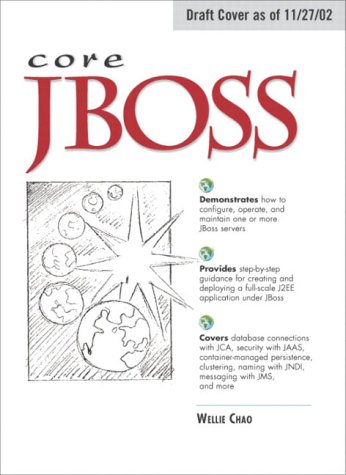 Draft Cover as of 11/27/02
core
JBOSS
Demonstrates how to
configure, operate, and
maintain one or more
JBoss servers
Provides step-by-step
guidance for creating and
deploying a full-scale J2EE
application under JBoss
Covers database connections
with JCA, security with JAAS,
container-managed persistence,
clustering, naming with JNDI,
messaging with JMS,
and more
WELLIE CHAO